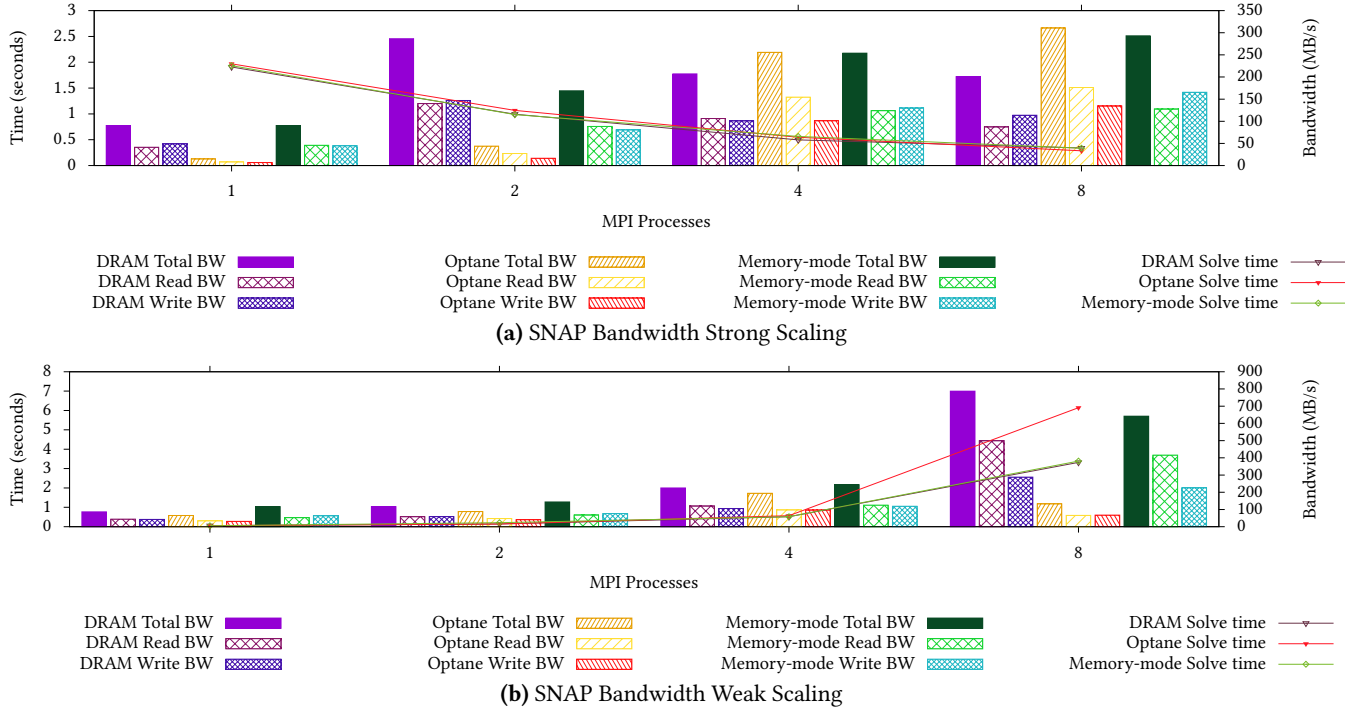 3
2.5
2
1.5
1
0.5
0
350
300
250
200
150
100
50
0
Time (seconds)
Bandwidth (MB/s)
1 2 4 8
MPI Processes
DRAM Total BW Optane Total BW Memory-mode Total BW DRAM Solve time
DRAM Read BW Optane Read BW Memory-mode Read BW Optane Solve time
DRAM Write BW Optane Write BW Memory-mode Write BW Memory-mode Solve time
(a) SNAP Bandwidth Strong Scaling
8
7
6
5
4
3
2
1
0
900
800
700
600
500
400
300
200
100
0
Time (seconds)
Bandwidth (MB/s)
1 2 4 8
MPI Processes
DRAM Total BW Optane Total BW Memory-mode Total BW DRAM Solve time
DRAM Read BW Optane Read BW Memory-mode Read BW Optane Solve time
DRAM Write BW Optane Write BW Memory-mode Write BW Memory-mode Solve time
(b) SNAP Bandwidth Weak Scaling